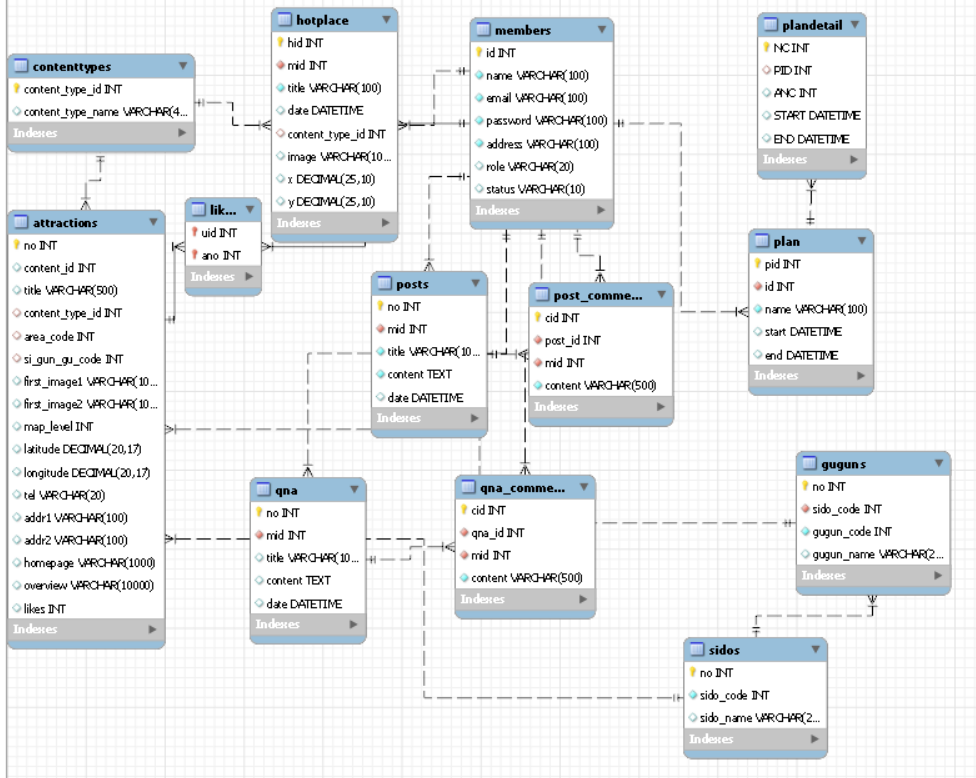 hotplace
hid INT
mid INT
title VARCHAR(100)
date DATETIME
content_type_id INT
image VARCHAR(10...
x DECIMAL(25,10)
y DECIMAL(25,10)
Indexes
members
id INT
name VARCHAR(100)
email VARCHAR(100)
password VARCHAR(100)
address VARCHAR(100)
role VARCHAR(20)
status VARCHAR(10)
Indexes
plandetail
NC INT
PID INT
ANC INT
START DATETIME
END DATETIME
Indexes
contenttypes
content_type_id INT
content_type_name VARCHAR(4...
Indexes
attractions
no INT
content_id INT
title VARCHAR(500)
content_type_id INT
area_code INT
si_gun_gu_code INT
first_image1 VARCHAR(10...
first_image2 VARCHAR(10...
map_level INT
latitude DECIMAL(20,17)
longitude DECIMAL(20,17)
tel VARCHAR(20)
addr1 VARCHAR(100)
addr2 VARCHAR(100)
homepage VARCHAR(1000)
overview VARCHAR(10000)
likes INT
Indexes
lik...
uid INT
ano INT
Indexes
posts
no INT
mid INT
title VARCHAR(10...
content TEXT
date DATETIME
Indexes
post_comme...
cid INT
post_id INT
mid INT
content VARCHAR(500)
Indexes
plan
pid INT
id INT
name VARCHAR(100)
start DATETIME
end DATETIME
Indexes
qna
no INT
mid INT
title VARCHAR(10...
content TEXT
date DATETIME
Indexes
qna_comme...
cid INT
qna_id INT
mid INT
content VARCHAR(500)
Indexes
guguns
no INT
sido_code INT
gugun_code INT
gugun_name VARCHAR(2...
Indexes
sidos
no INT
sido_code INT
sido_name VARCHAR(2...
Indexes